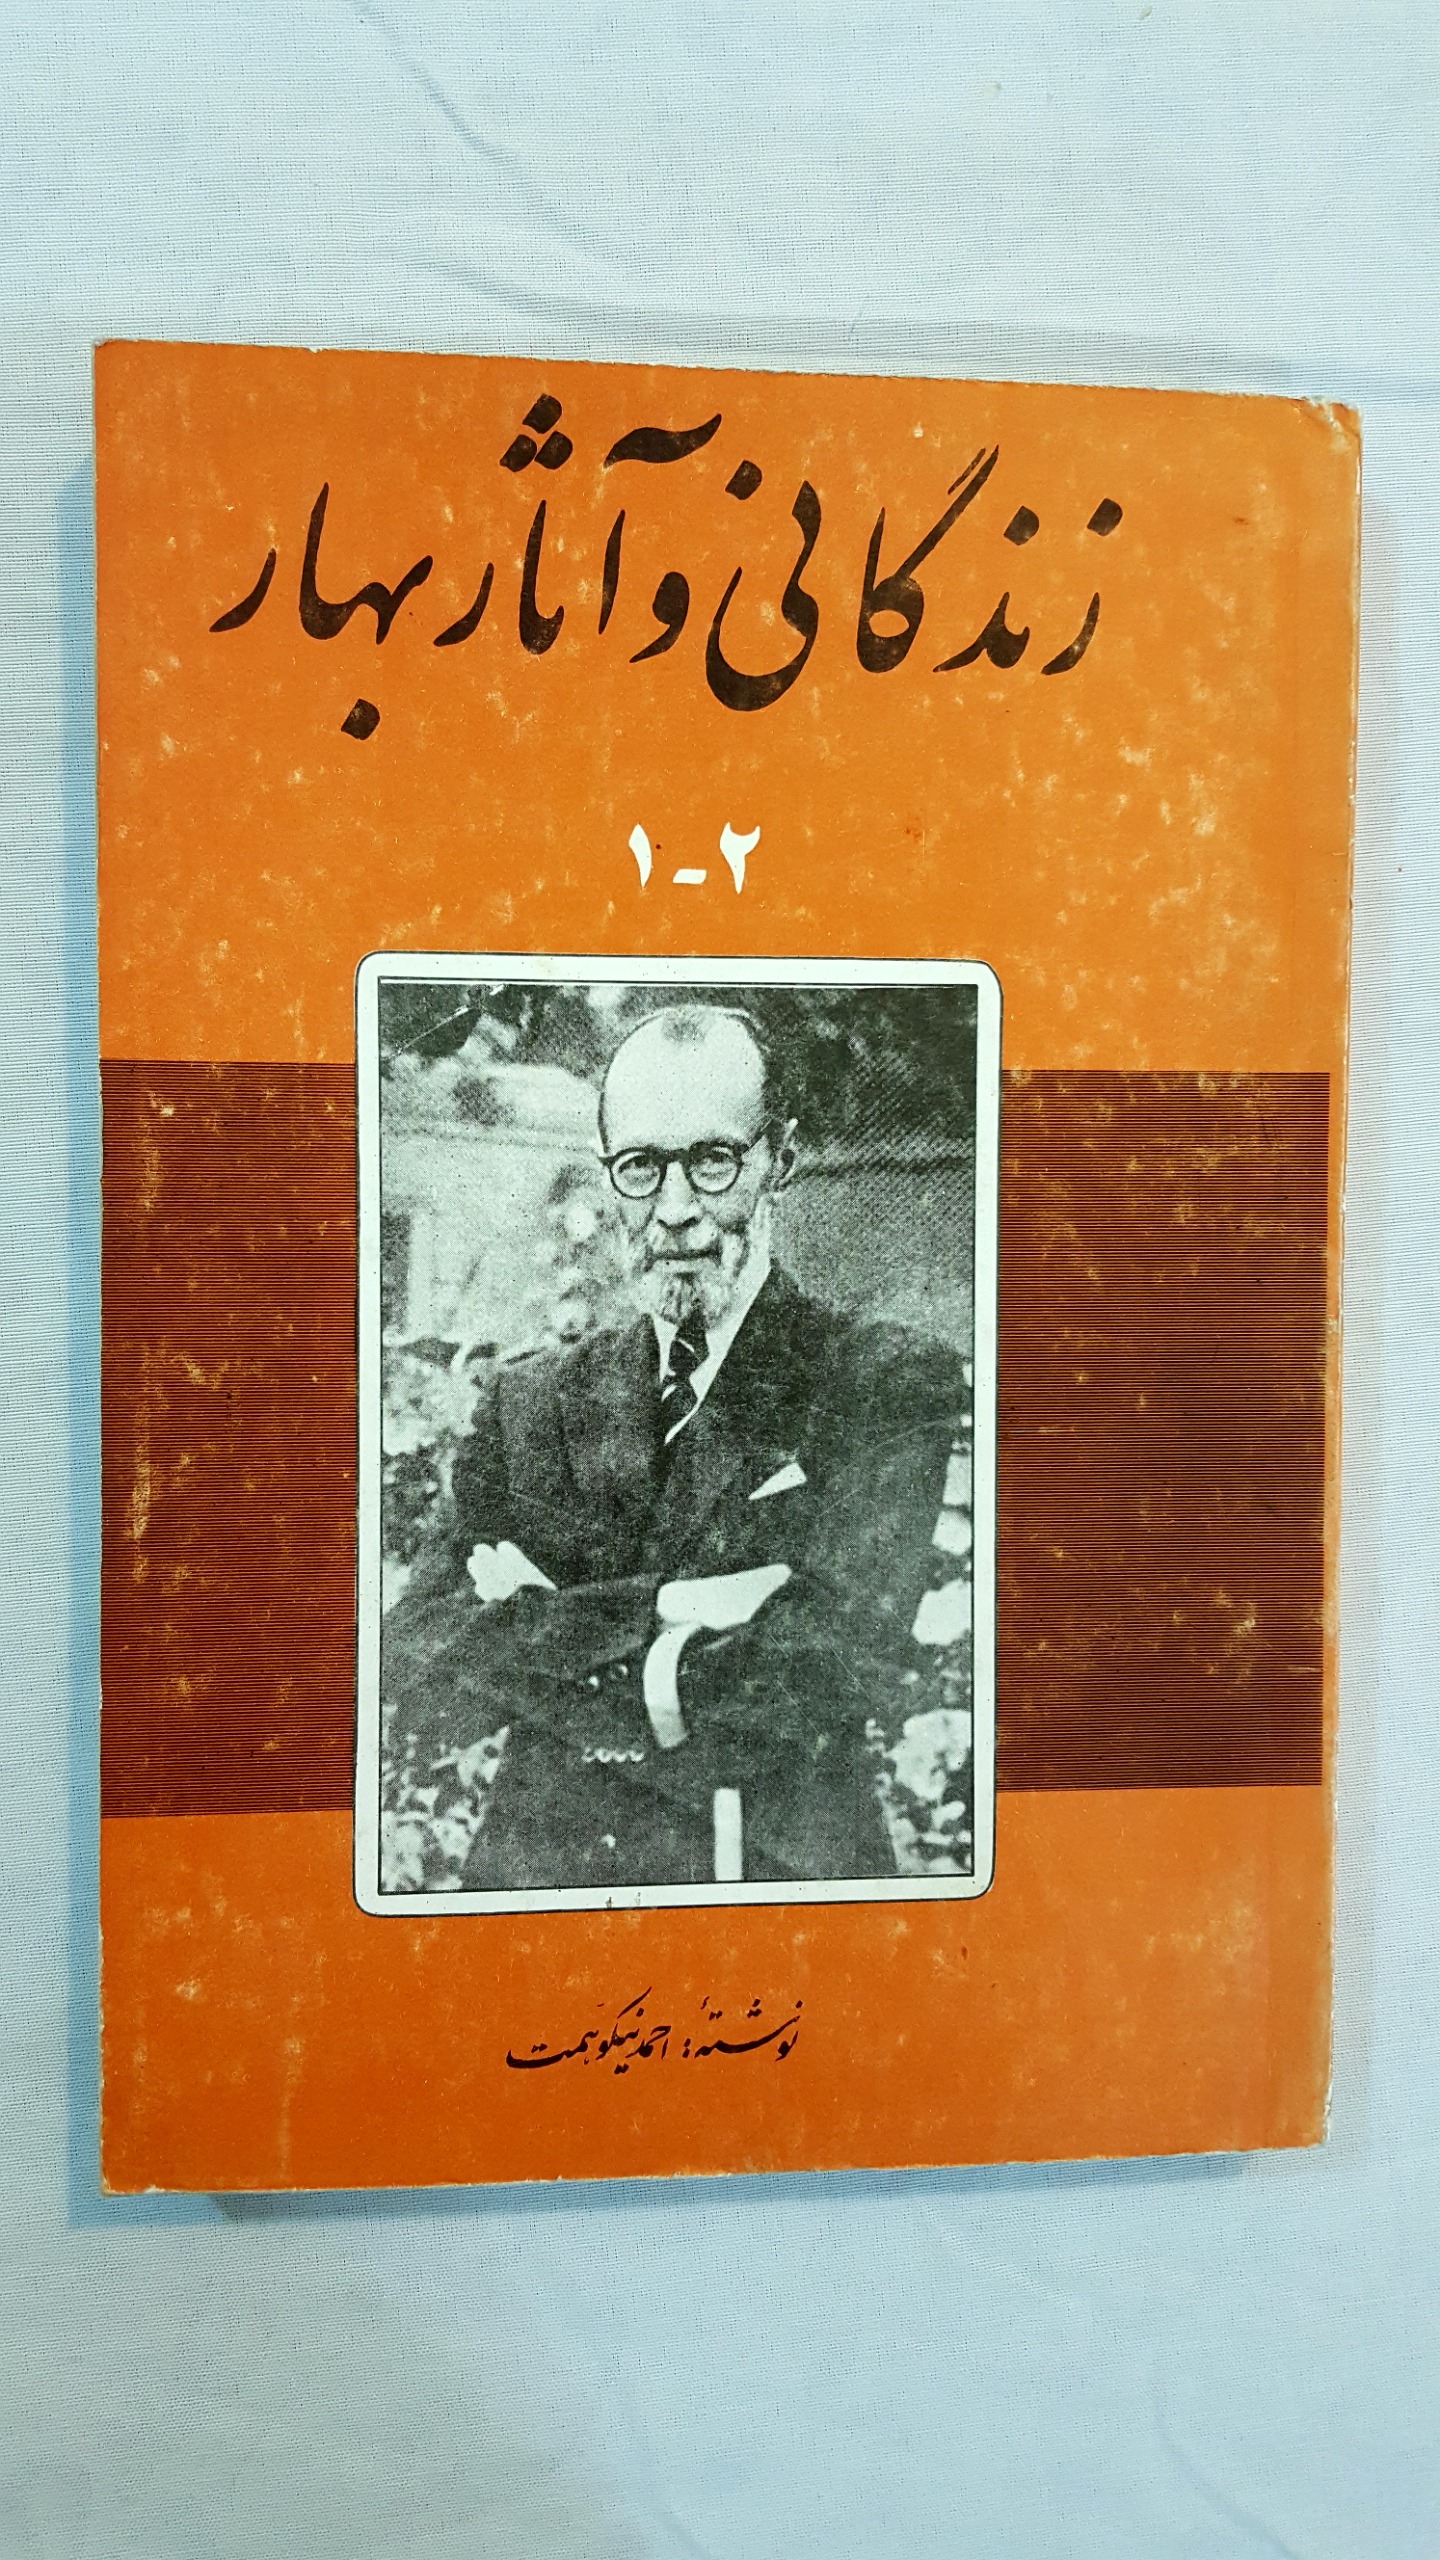 زندگانی و آثار بهار
۲-۱
نوشتهٔ: احمد نیکوهمت